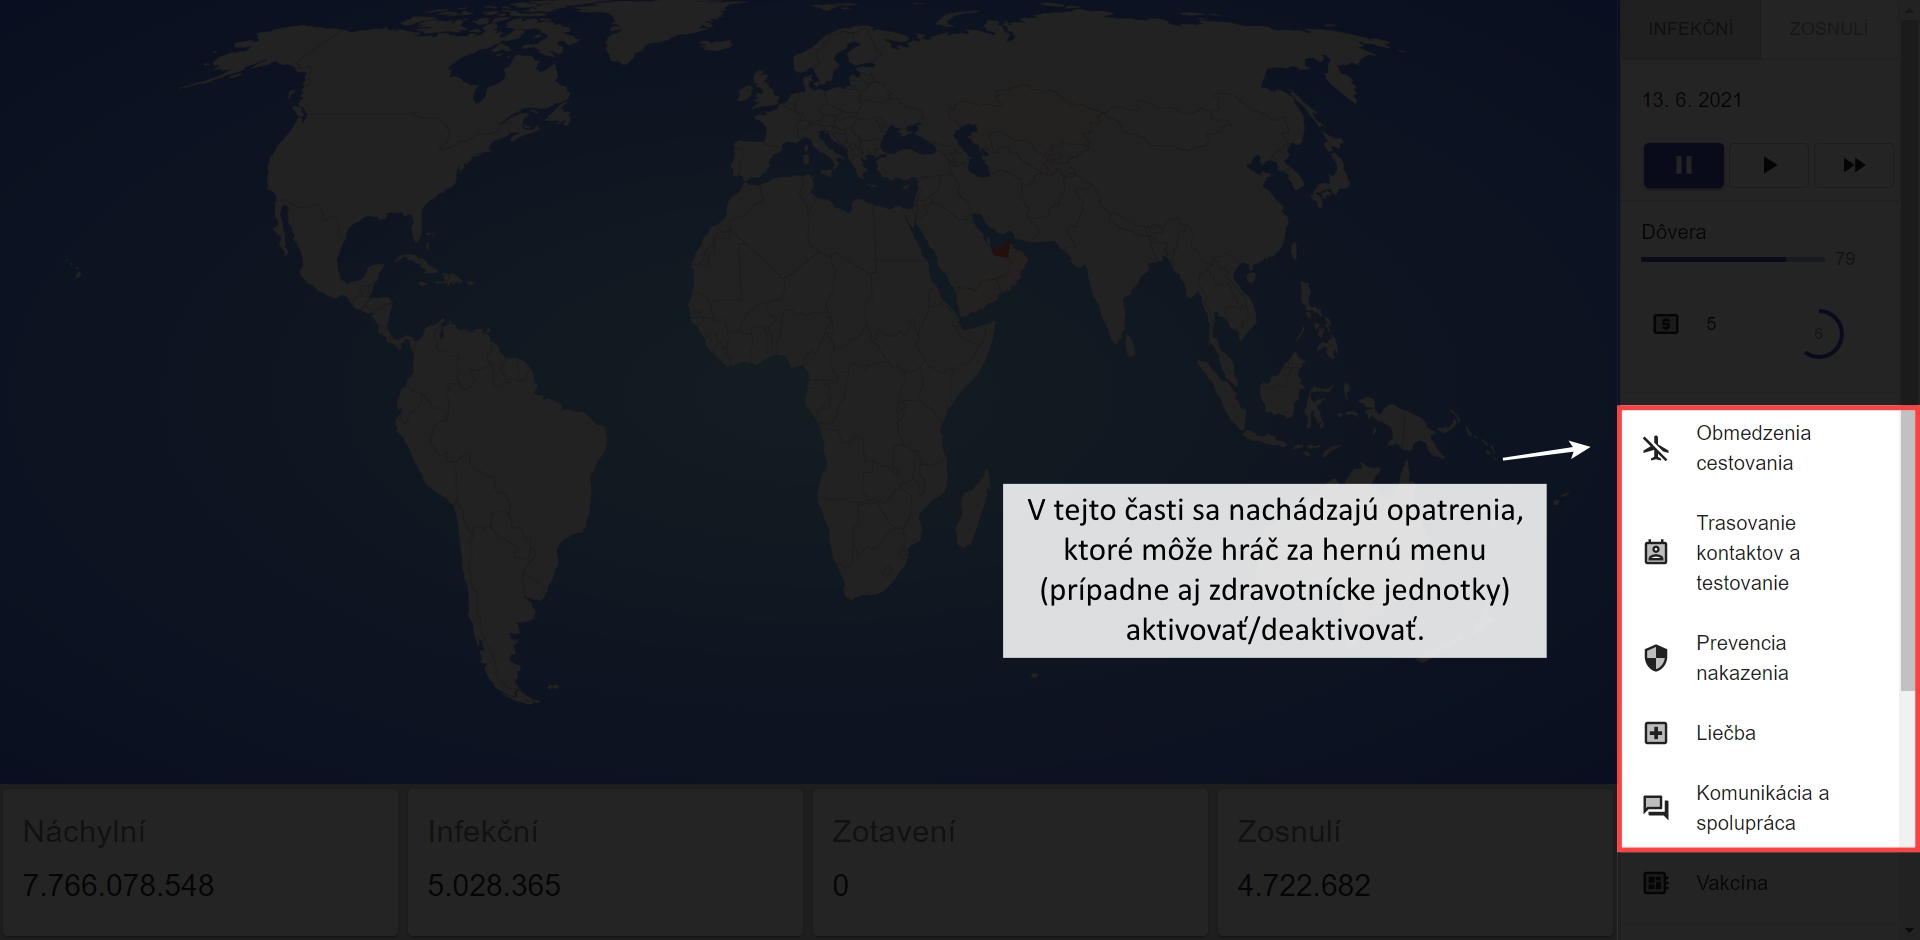 INFEKČNÍ
ZOSNULÍ
13. 6. 2021
Dôvera
79
5
6
Obmedzenia
cestovania
Trasovanie
kontaktov a
testovanie
Prevencia
nakazenia
Liečba
Komunikácia a
spolupráca
Vakcína
V tejto časti sa nachádzajú opatrenia,
ktoré môže hráč za hernú menu
(prípadne aj zdravotnícke jednotky)
aktivovať/deaktivovať.
Náchylní
7.766.078.548
Infekční
5.028.365
Zotavení
0
Zosnulí
4.722.682